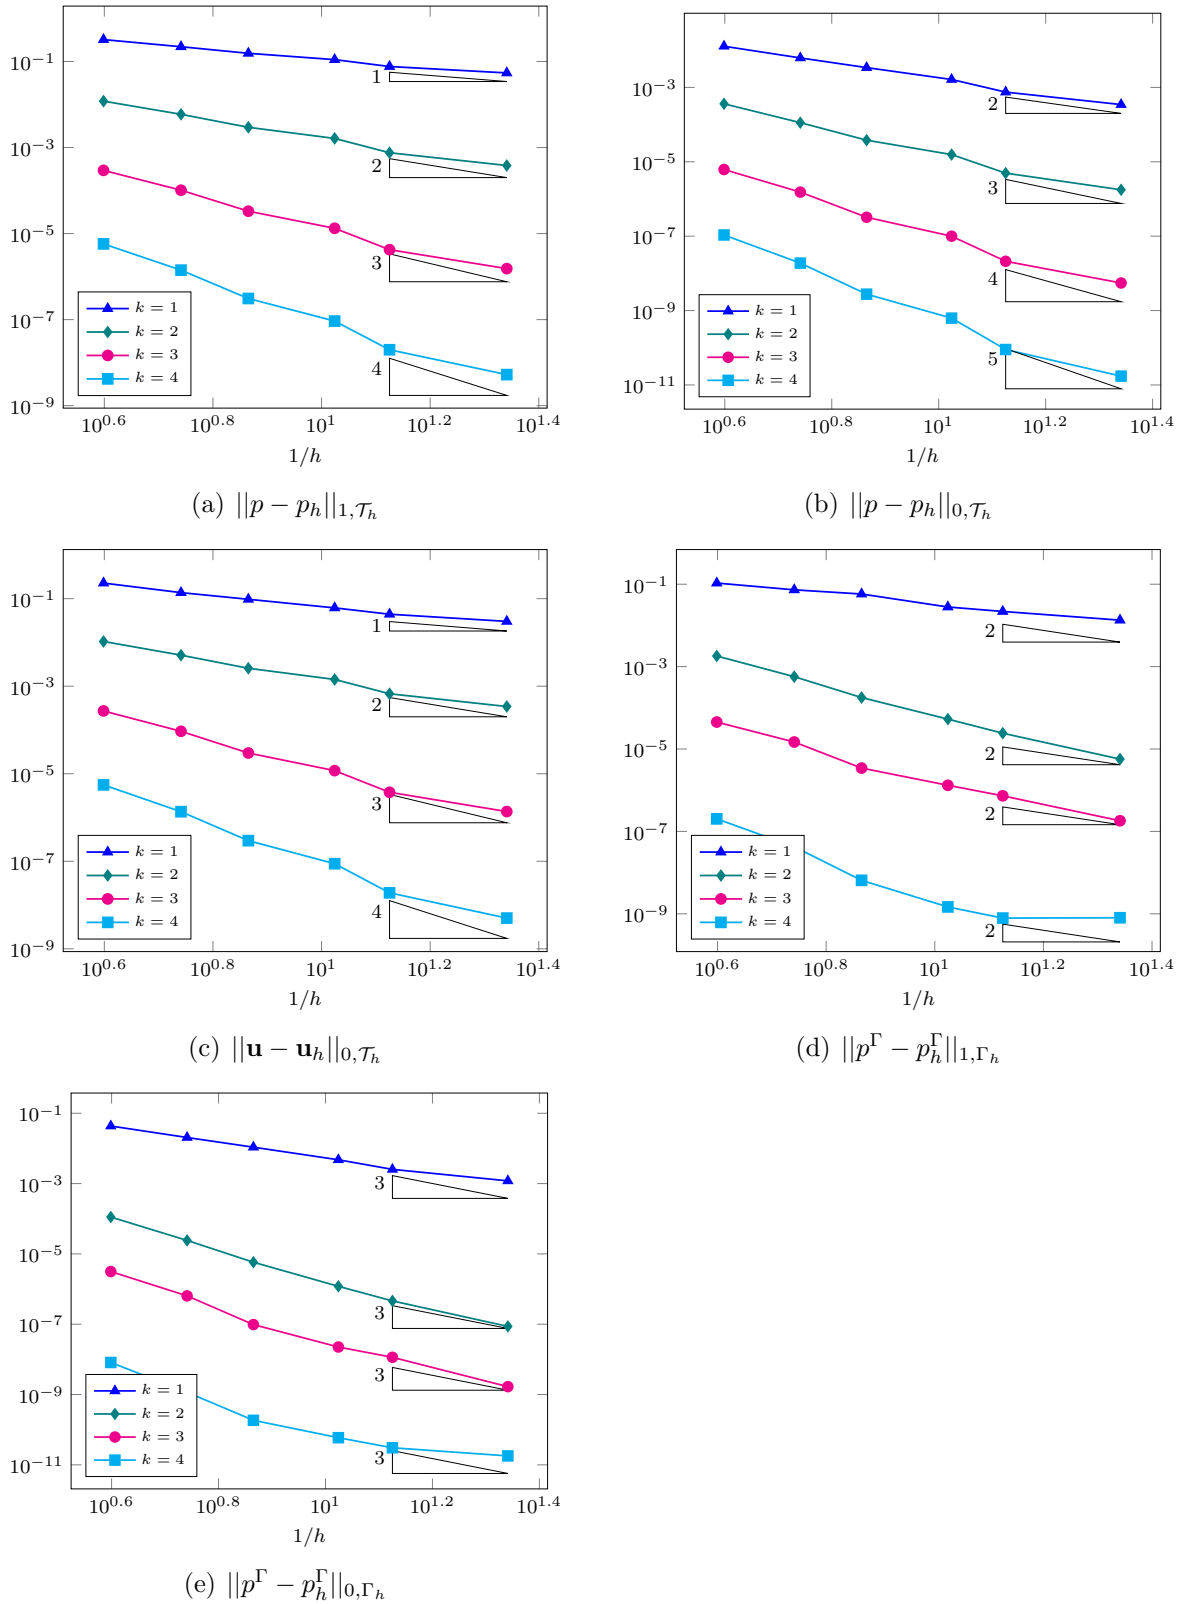 10^{-1}
10^{-3}
10^{-5}
10^{-7}
10^{-9}
1
2
3
4
k = 1
k = 2
k = 3
k = 4
10^{0.6} 10^{0.8} 10^{1} 10^{1.2} 10^{1.4}
1/h
(a) ||p − p_h||_{1,𝒯_h}
10^{-3}
10^{-5}
10^{-7}
10^{-9}
10^{-11}
2
3
4
5
k = 1
k = 2
k = 3
k = 4
10^{0.6} 10^{0.8} 10^{1} 10^{1.2} 10^{1.4}
1/h
(b) ||p − p_h||_{0,𝒯_h}
10^{-1}
10^{-3}
10^{-5}
10^{-7}
10^{-9}
1
2
3
4
k = 1
k = 2
k = 3
k = 4
10^{0.6} 10^{0.8} 10^{1} 10^{1.2} 10^{1.4}
1/h
(c) ||𝐮 − 𝐮_h||_{0,𝒯_h}
10^{-1}
10^{-3}
10^{-5}
10^{-7}
10^{-9}
2
2
2
2
k = 1
k = 2
k = 3
k = 4
10^{0.6} 10^{0.8} 10^{1} 10^{1.2} 10^{1.4}
1/h
(d) ||p^Γ − p_h^Γ||_{1,Γ_h}
10^{-1}
10^{-3}
10^{-5}
10^{-7}
10^{-9}
10^{-11}
3
3
3
3
k = 1
k = 2
k = 3
k = 4
10^{0.6} 10^{0.8} 10^{1} 10^{1.2} 10^{1.4}
1/h
(e) ||p^Γ − p_h^Γ||_{0,Γ_h}